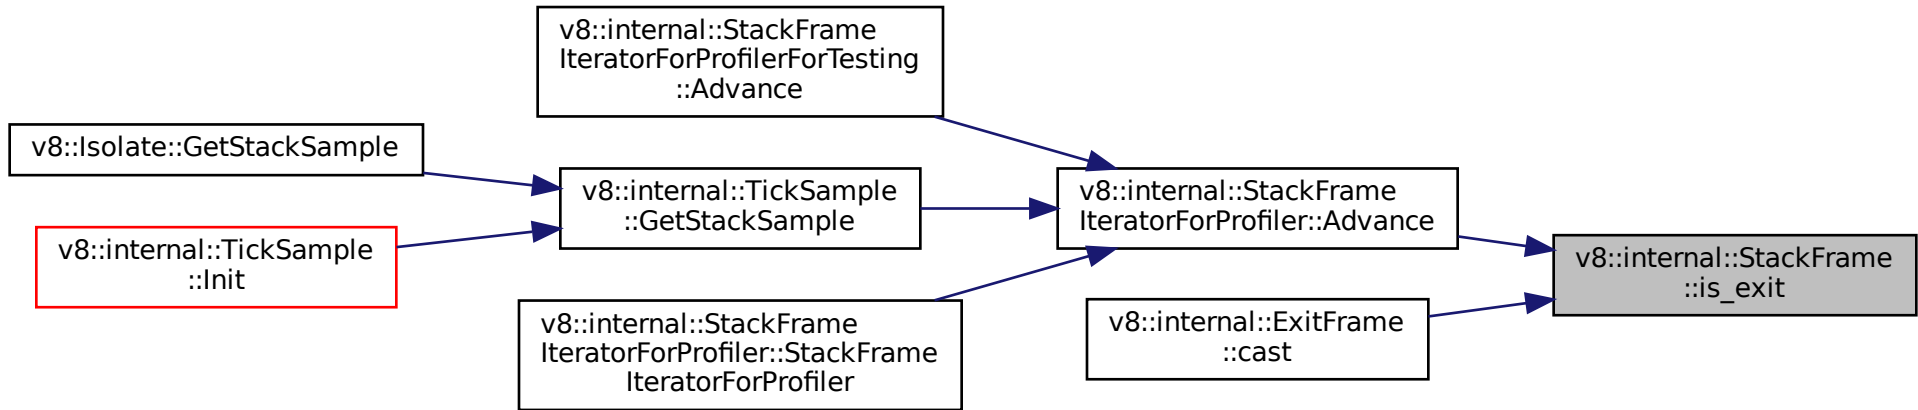 v8::internal::StackFrame
IteratorForProfilerForTesting
::Advance
v8::Isolate::GetStackSample
v8::internal::TickSample
::GetStackSample
v8::internal::StackFrame
IteratorForProfiler::Advance
v8::internal::TickSample
::Init
v8::internal::StackFrame
::is_exit
v8::internal::StackFrame
IteratorForProfiler::StackFrame
IteratorForProfiler
v8::internal::ExitFrame
::cast